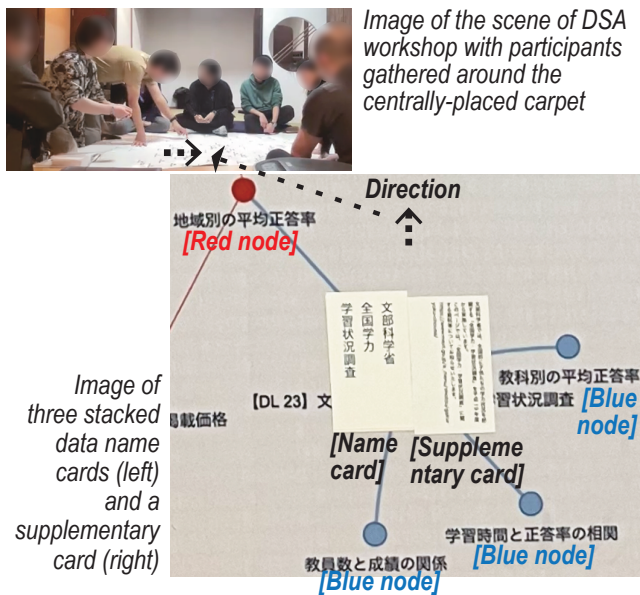 Image of the scene of DSA
workshop with participants
gathered around the
centrally-placed carpet
Direction
地域別の平均正答率
[Red node]
文部科学省
全国学力
学習状況調査
教科別の平均正答率
[Blue
node]
【DL 23】文
習状況調査
掲載価格
[Name
card]
[Suppleme
ntary card]
Image of
three stacked
data name
cards (left)
and a
supplementary
card (right)
学習時間と正答率の相関
[Blue node]
教員数と成績の関係
[Blue node]